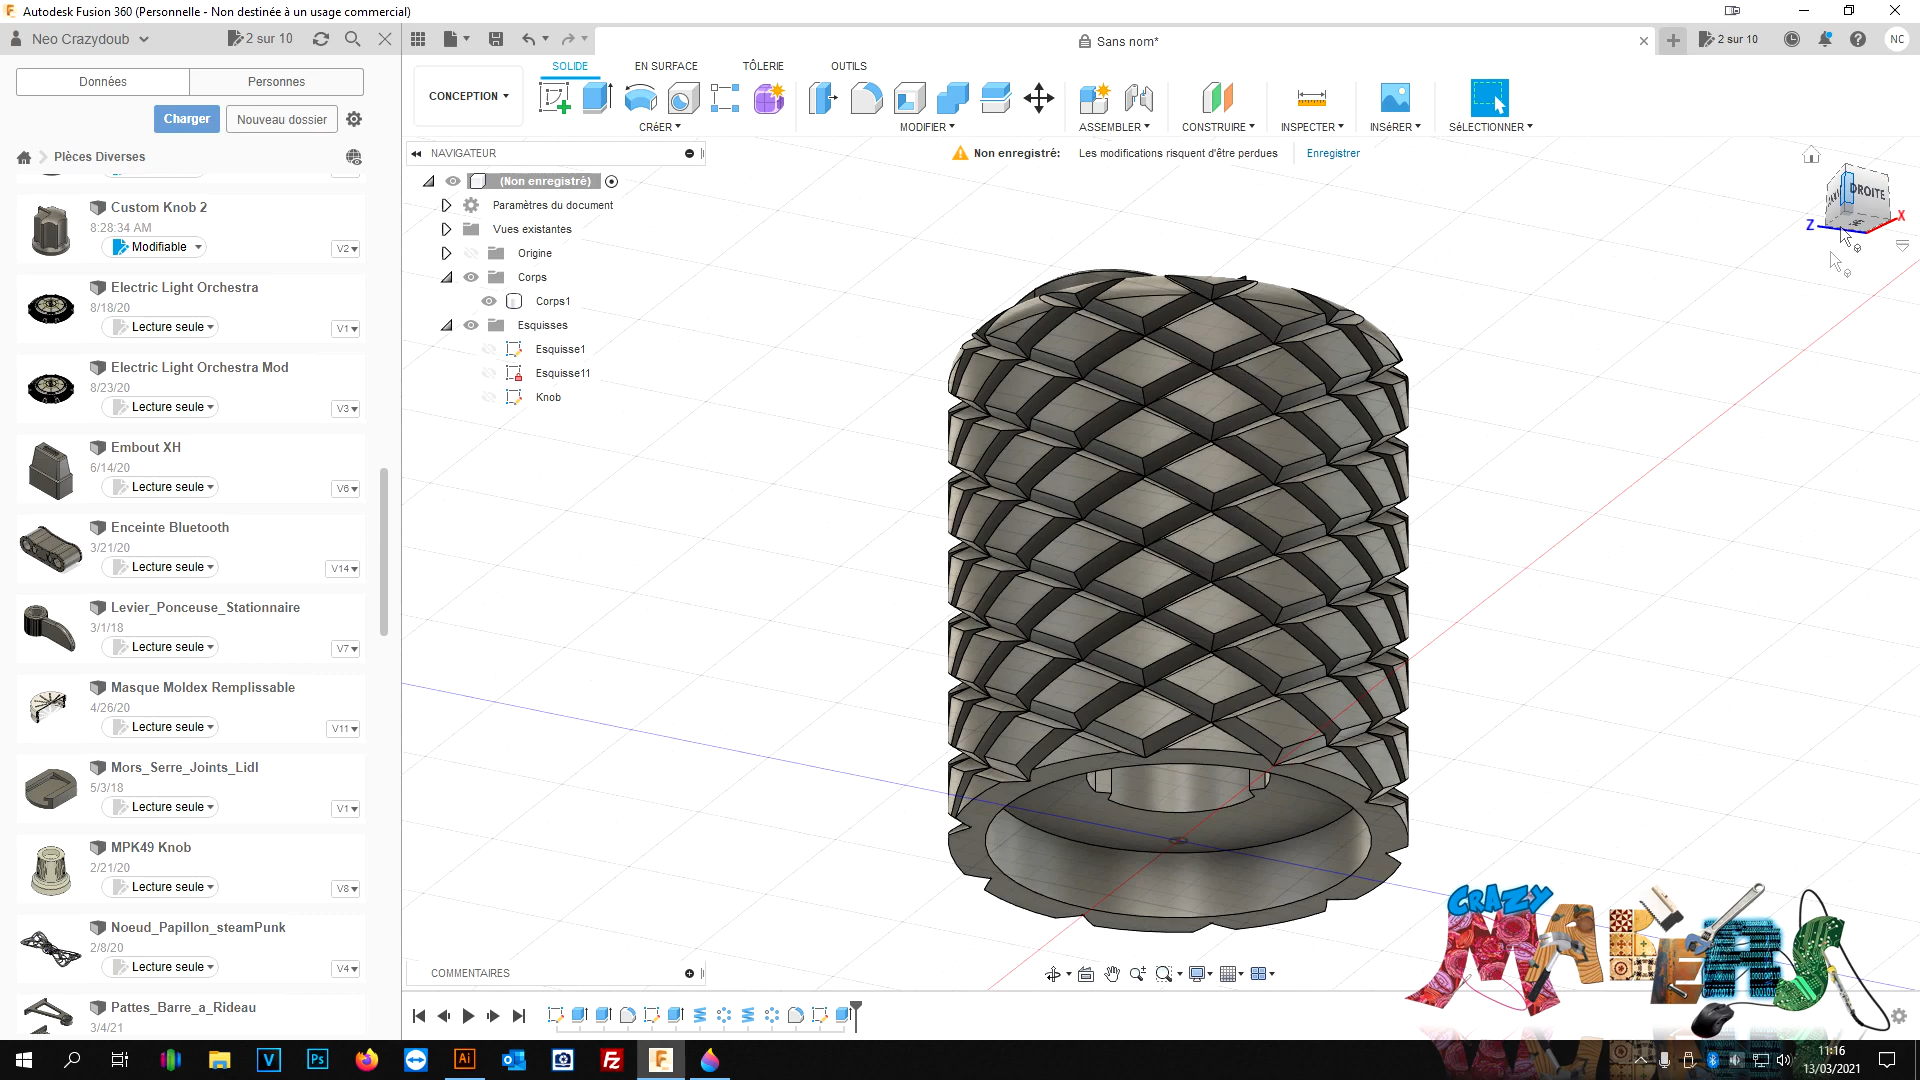 Autodesk Fusion 360 (Personnelle - Non destinée à un usage commercial)
Neo Crazydoub
2 sur 10
Sans nom*
2 sur 10
NC
Données
Personnes
Charger
Nouveau dossier
PIèces Diverses
Custom Knob 2
8:28:34 AM
Modifiable
V2
Electric Light Orchestra
8/18/20
Lecture seule
V1
Electric Light Orchestra Mod
8/23/20
Lecture seule
V3
Embout XH
6/14/20
Lecture seule
V6
Enceinte Bluetooth
3/21/20
Lecture seule
V14
Levier_Ponceuse_Stationnaire
3/1/18
Lecture seule
V7
Masque Moldex Remplissable
4/26/20
Lecture seule
V11
Mors_Serre_Joints_Lidl
5/3/18
Lecture seule
V1
MPK49 Knob
2/21/20
Lecture seule
V8
Noeud_Papillon_steamPunk
2/8/20
Lecture seule
V4
Pattes_Barre_a_Rideau
3/4/21
CONCEPTION
SOLIDE
EN SURFACE
TÔLERIE
OUTILS
CRéER
MODIFIER
ASSEMBLER
CONSTRUIRE
INSPECTER
INSéRER
SéLECTIONNER
NAVIGATEUR
Non enregistré:
Les modifications risquent d'être perdues
Enregistrer
(Non enregistré)
Paramètres du document
Vues existantes
Origine
Corps
Corps1
Esquisses
Esquisse1
Esquisse11
Knob
DROITE
Z
X
COMMENTAIRES
CRAZY
MAKERS
V
Ps
Ai
Fz
F
11:16
13/03/2021